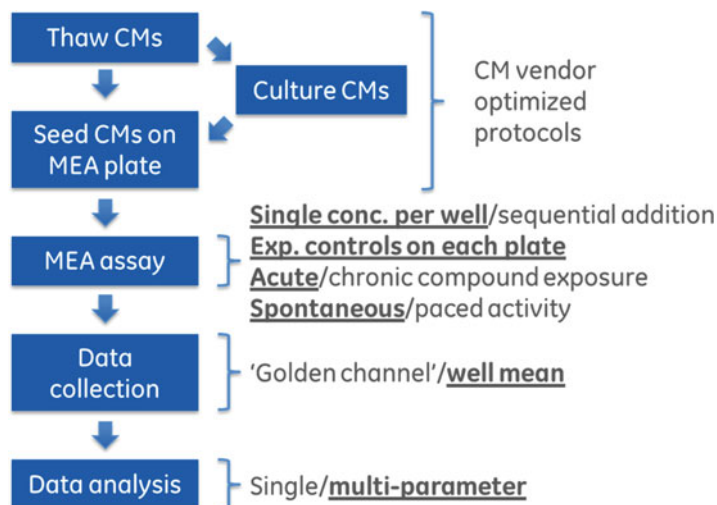 Thaw CMs
Culture CMs
CM vendor
optimized
protocols
Seed CMs on
MEA plate
Single conc. per well/sequential addition
Exp. controls on each plate
MEA assay
Acute/chronic compound exposure
Spontaneous/paced activity
Data
collection
‘Golden channel’/well mean
Data analysis
Single/multi-parameter